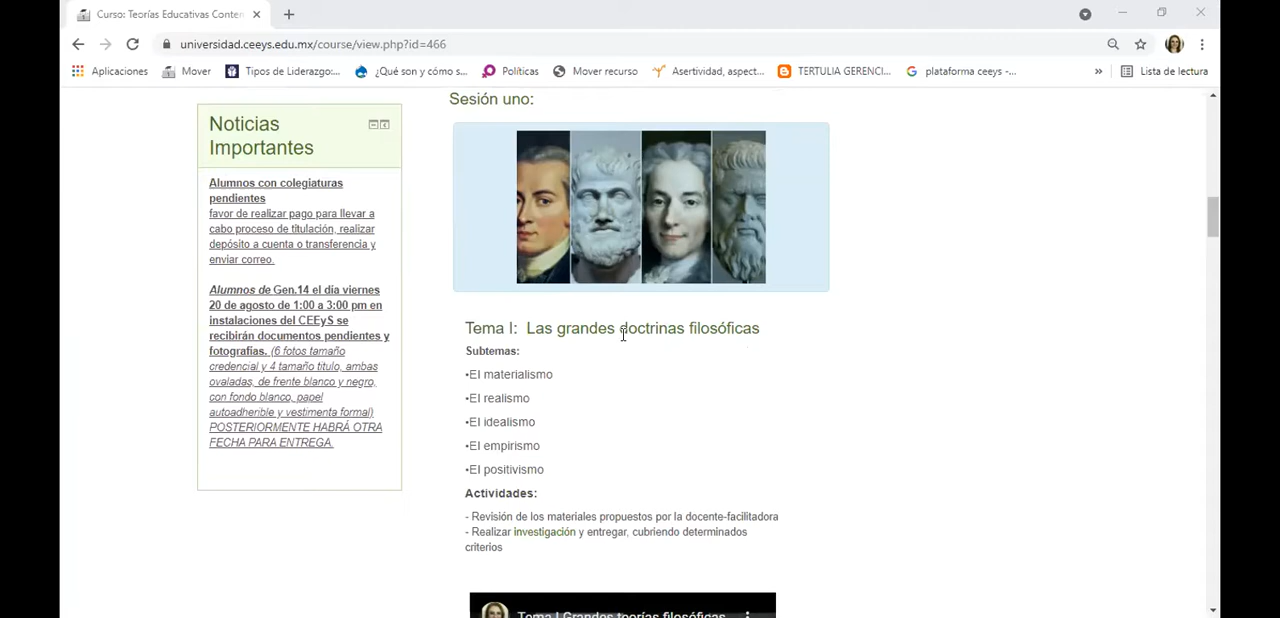 Curso: Teorías Educativas Conten
universidad.ceeys.edu.mx/course/view.php?id=466
Aplicaciones
Mover
Tipos de Liderazgo:...
¿Qué son y cómo s...
Políticas
Mover recurso
Asertividad, aspect...
TERTULIA GERENCI...
plataforma ceeys -...
»
Lista de lectura
Noticias
Importantes
Alumnos con colegiaturas
pendientes
favor de realizar pago para llevar a
cabo proceso de titulación, realizar
depósito a cuenta o transferencia y
enviar correo.
Alumnos de Gen.14 el día viernes
20 de agosto de 1:00 a 3:00 pm en
instalaciones del CEEyS se
recibirán documentos pendientes y
fotografías. (6 fotos tamaño
credencial y 4 tamaño titulo, ambas
ovaladas, de frente blanco y negro,
con fondo blanco, papel
autoadherible y vestimenta formal)
POSTERIORMENTE HABRÁ OTRA
FECHA PARA ENTREGA.
Sesión uno:
Tema I: Las grandes doctrinas filosóficas
Subtemas:
•El materialismo
•El realismo
•El idealismo
•El empirismo
•El positivismo
Actividades:
- Revisión de los materiales propuestos por la docente-facilitadora
- Realizar investigación y entregar, cubriendo determinados
criterios
Tema I Grandes teorías filosóficas